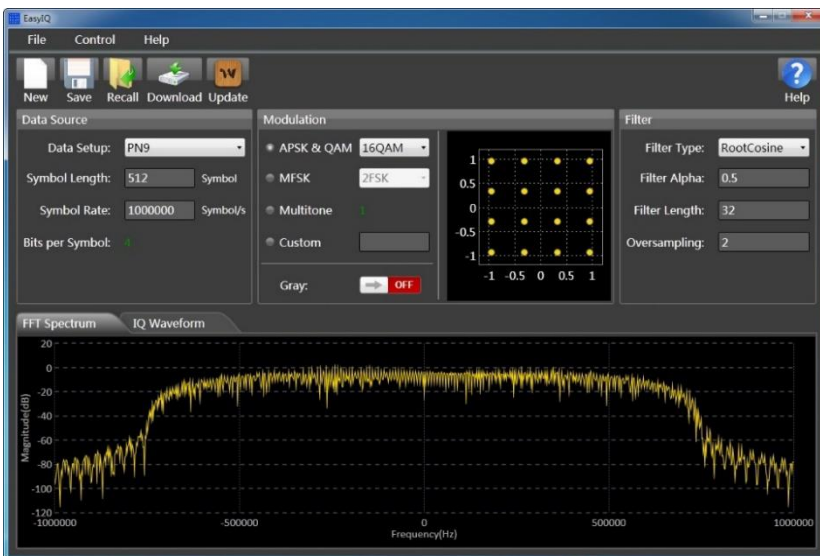 EasyIQ
File Control Help
New Save Recall Download Update Help
Data Source
Data Setup: PN9
Symbol Length: 512 Symbol
Symbol Rate: 1000000 Symbol/s
Bits per Symbol: 4
Modulation
APSK & QAM 16QAM
MFSK 2FSK
Multitone 1
Custom
Gray: OFF
1
0.5
0
-0.5
-1
-1 -0.5 0 0.5 1
Filter
Filter Type: RootCosine
Filter Alpha: 0.5
Filter Length: 32
Oversampling: 2
FFT Spectrum IQ Waveform
Magnitude(dB)
20
0
-20
-40
-60
-80
-100
-120
-1000000 -500000 0 500000 1000000
Frequency(Hz)